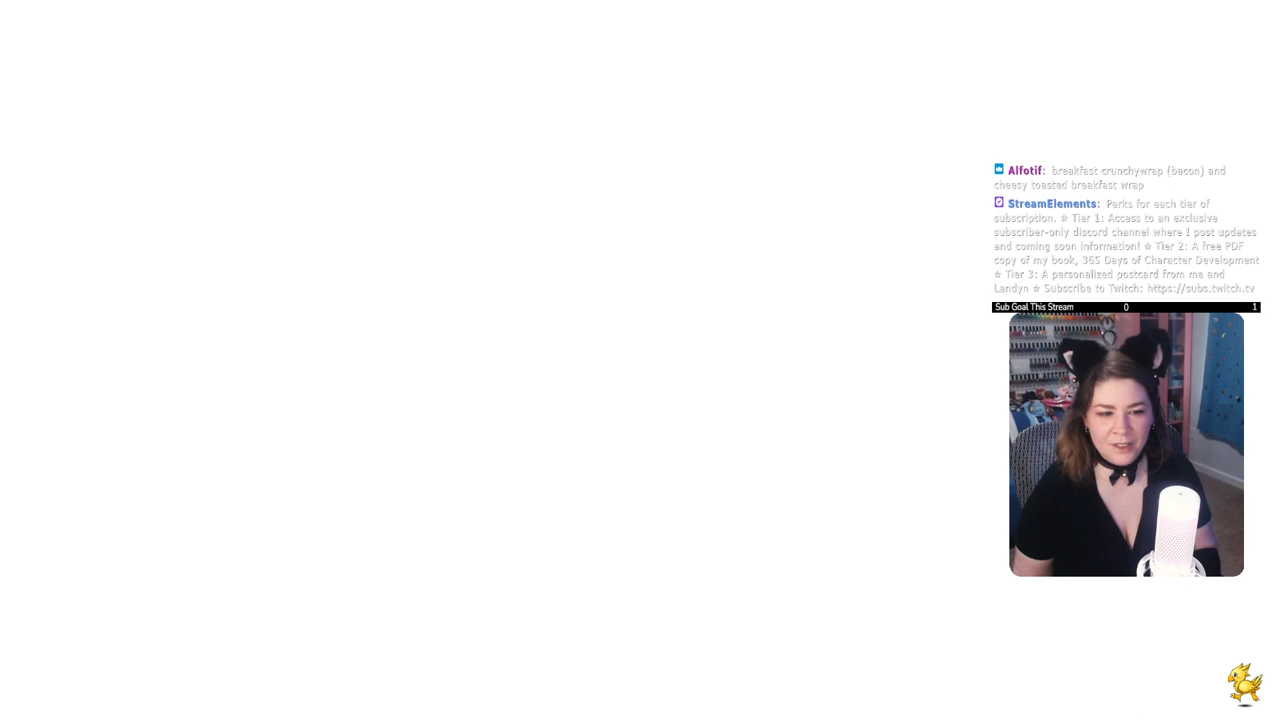 Alfotif: breakfast crunchywrap (bacon) and
cheesy toasted breakfast wrap
StreamElements: Perks for each tier of
subscription. ☆ Tier 1: Access to an exclusive
subscriber-only discord channel where I post updates
and coming soon information! ☆ Tier 2: A free PDF
copy of my book, 365 Days of Character Development
☆ Tier 3: A personalized postcard from me and
Landyn ☆ Subscribe to Twitch: https://subs.twitch.tv
Sub Goal This Stream 0 1